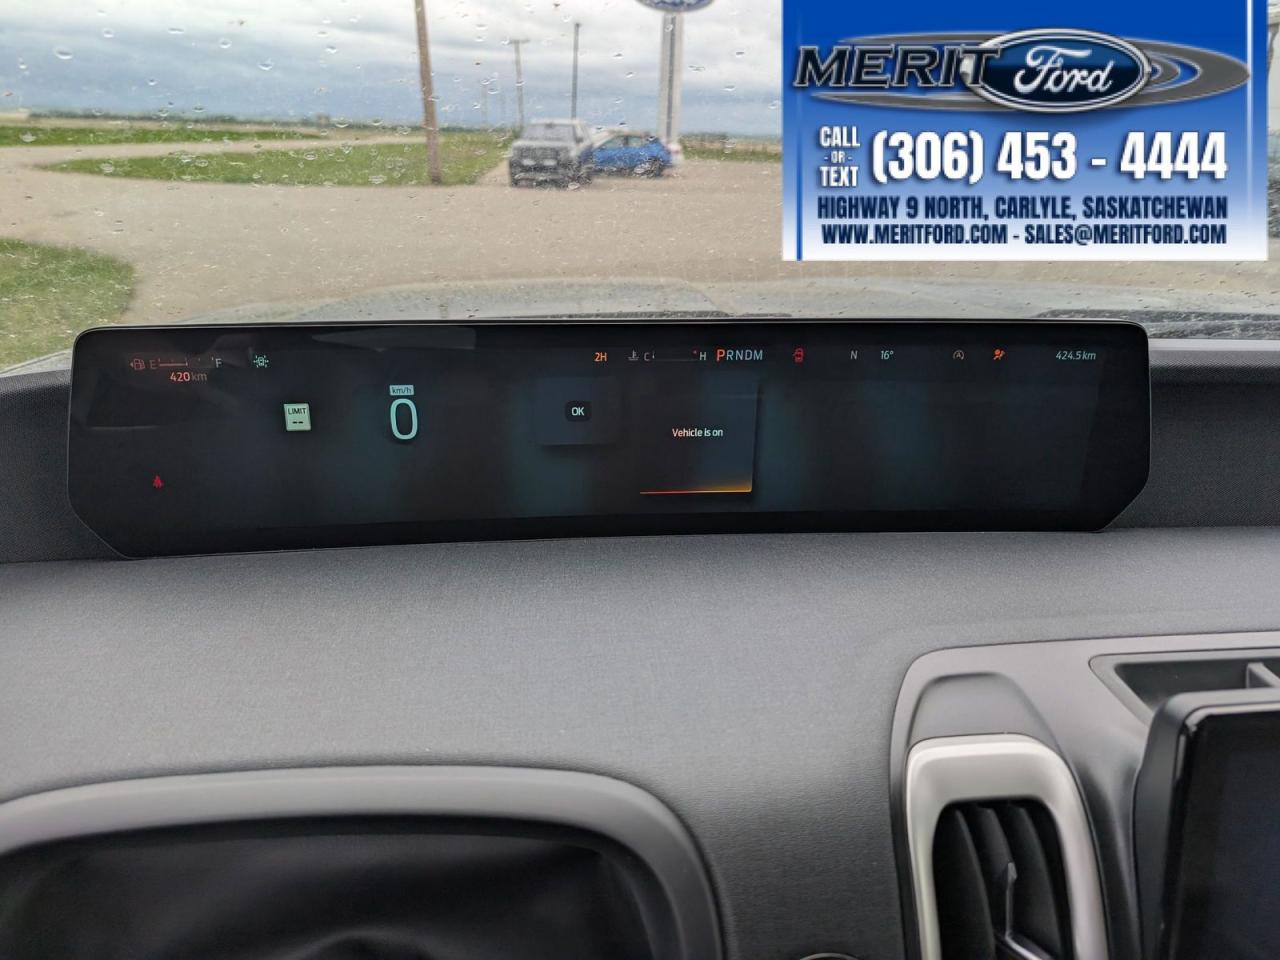 MERIT Ford
CALL -OR- TEXT (306) 453 - 4444
HIGHWAY 9 NORTH, CARLYLE, SASKATCHEWAN
WWW.MERITFORD.COM - SALES@MERITFORD.COM
E F
420 km
2H C H PRNDM N 16° 424.5 km
LIMIT
--
km/h
0
OK
Vehicle is on